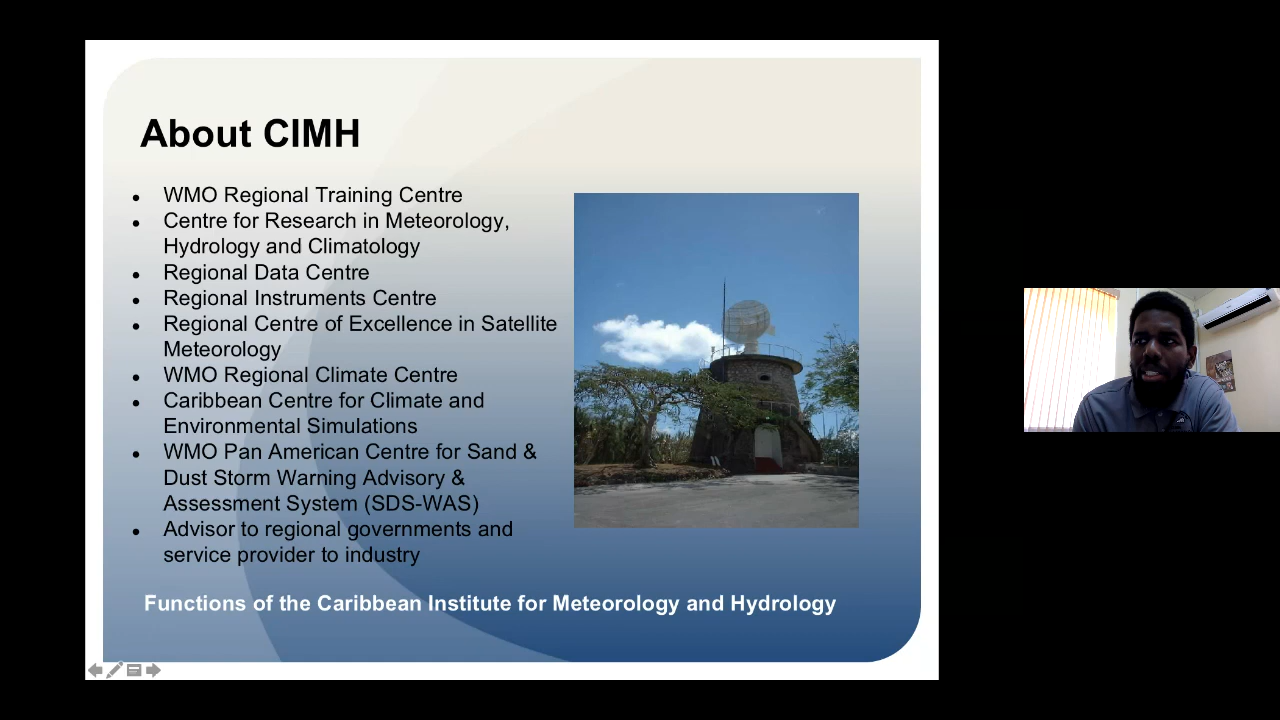 About CIMH
WMO Regional Training Centre
Centre for Research in Meteorology,
Hydrology and Climatology
Regional Data Centre
Regional Instruments Centre
Regional Centre of Excellence in Satellite
Meteorology
WMO Regional Climate Centre
Caribbean Centre for Climate and
Environmental Simulations
WMO Pan American Centre for Sand &
Dust Storm Warning Advisory &
Assessment System (SDS-WAS)
Advisor to regional governments and
service provider to industry
Functions of the Caribbean Institute for Meteorology and Hydrology